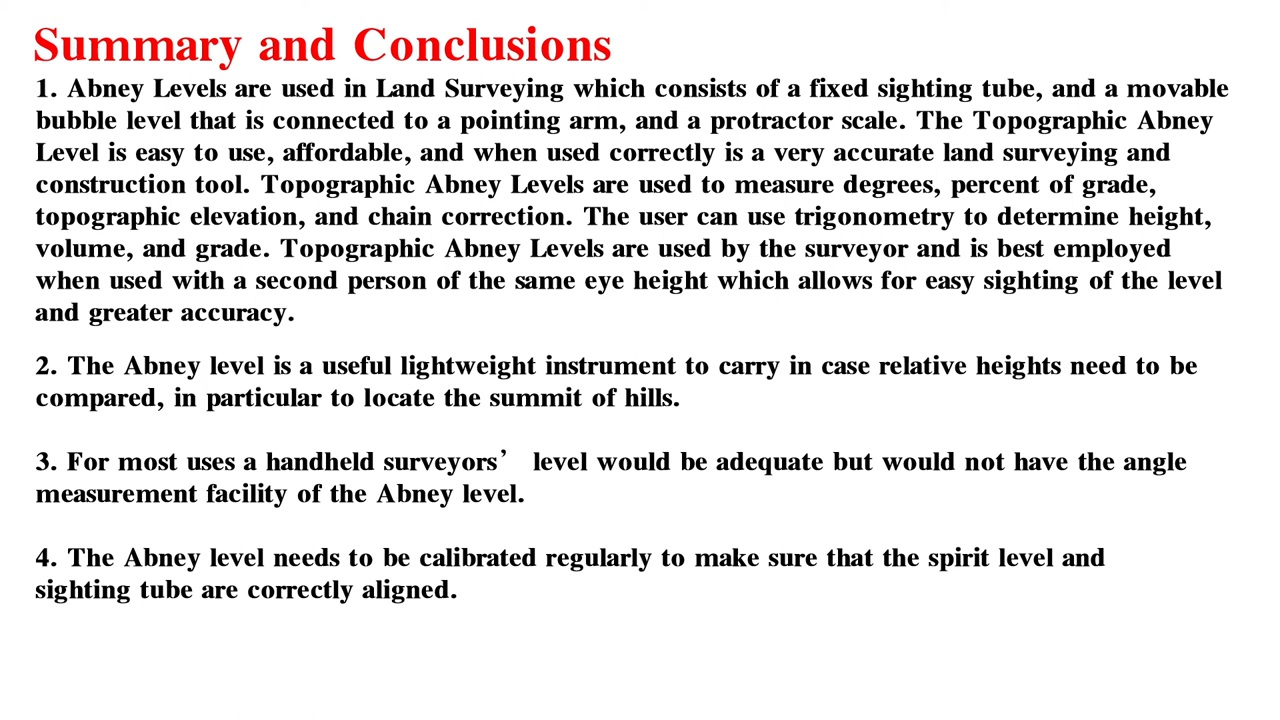 Summary and Conclusions
1. Abney Levels are used in Land Surveying which consists of a fixed sighting tube, and a movable
bubble level that is connected to a pointing arm, and a protractor scale. The Topographic Abney
Level is easy to use, affordable, and when used correctly is a very accurate land surveying and
construction tool. Topographic Abney Levels are used to measure degrees, percent of grade,
topographic elevation, and chain correction. The user can use trigonometry to determine height,
volume, and grade. Topographic Abney Levels are used by the surveyor and is best employed
when used with a second person of the same eye height which allows for easy sighting of the level
and greater accuracy.
2. The Abney level is a useful lightweight instrument to carry in case relative heights need to be
compared, in particular to locate the summit of hills.
3. For most uses a handheld surveyors’ level would be adequate but would not have the angle
measurement facility of the Abney level.
4. The Abney level needs to be calibrated regularly to make sure that the spirit level and
sighting tube are correctly aligned.